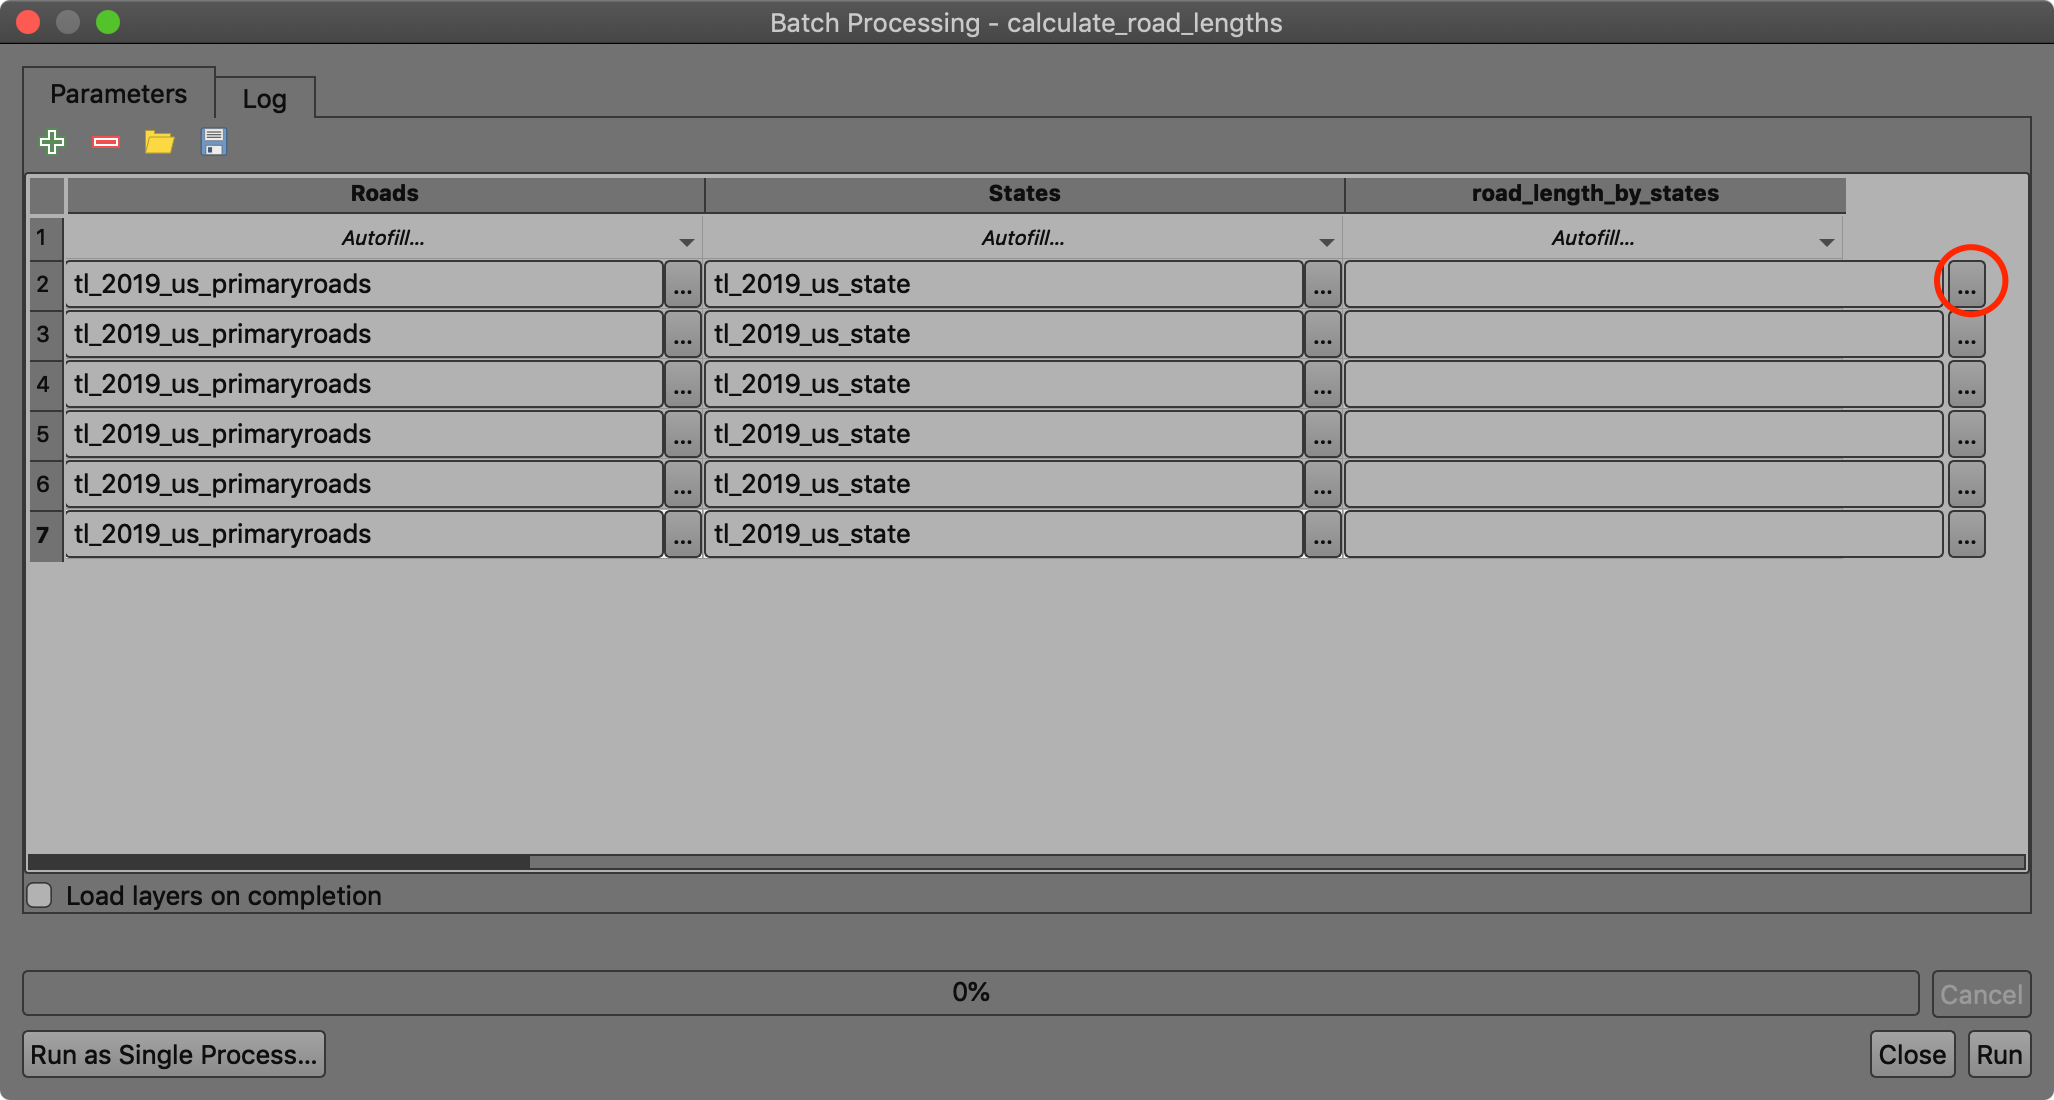 Batch Processing - calculate_road_lengths
Parameters
Log
Roads States road_length_by_states
1 Autofill... Autofill... Autofill...
2 tl_2019_us_primaryroads ... tl_2019_us_state ... ...
3 tl_2019_us_primaryroads ... tl_2019_us_state ... ...
4 tl_2019_us_primaryroads ... tl_2019_us_state ... ...
5 tl_2019_us_primaryroads ... tl_2019_us_state ... ...
6 tl_2019_us_primaryroads ... tl_2019_us_state ... ...
7 tl_2019_us_primaryroads ... tl_2019_us_state ... ...
Load layers on completion
0% Cancel
Run as Single Process... Close Run